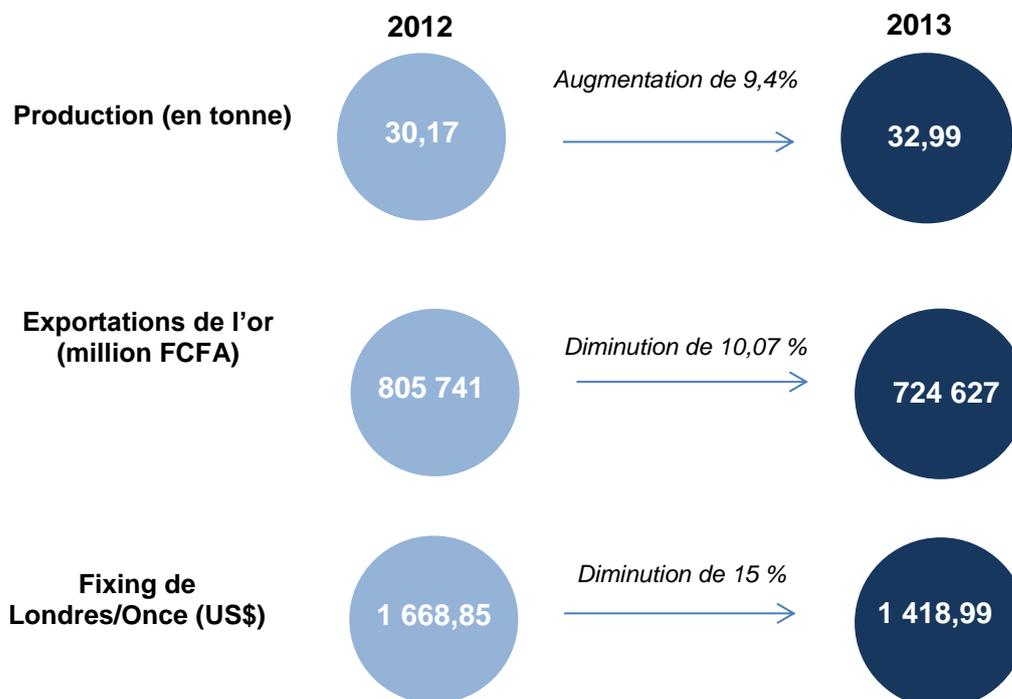 2012
2013
Production (en tonne)
30,17
Augmentation de 9,4%
32,99
Exportations de l’or
(million FCFA)
805 741
Diminution de 10,07 %
724 627
Fixing de
Londres/Once (US$)
1 668,85
Diminution de 15 %
1 418,99